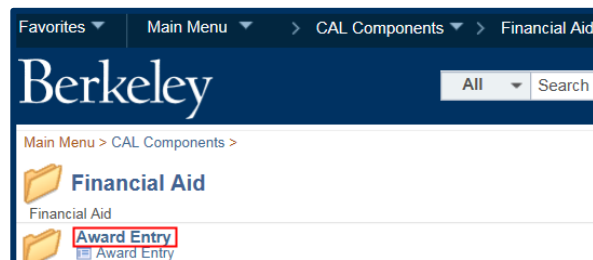 Favorites Main Menu > CAL Components > Financial Aid
Berkeley
All Search
Main Menu > CAL Components >
Financial Aid
Financial Aid
Award Entry
Award Entry